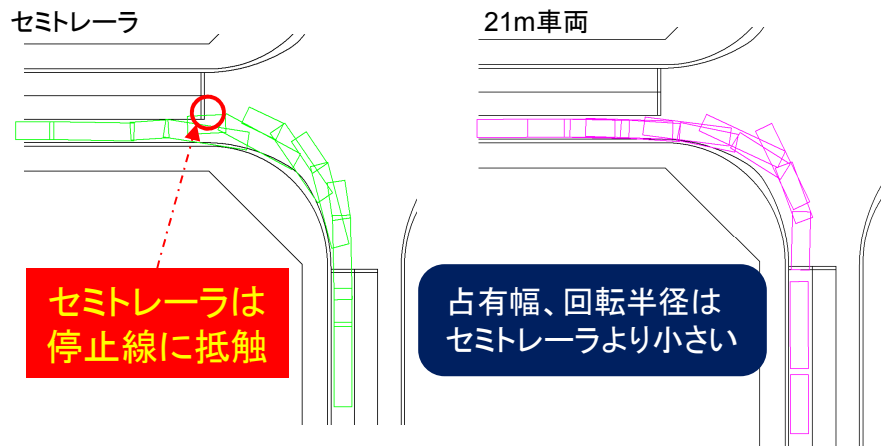 セミトレーラ
21m車両
セミトレーラは
停止線に抵触
占有幅、回転半径は
セミトレーラより小さい